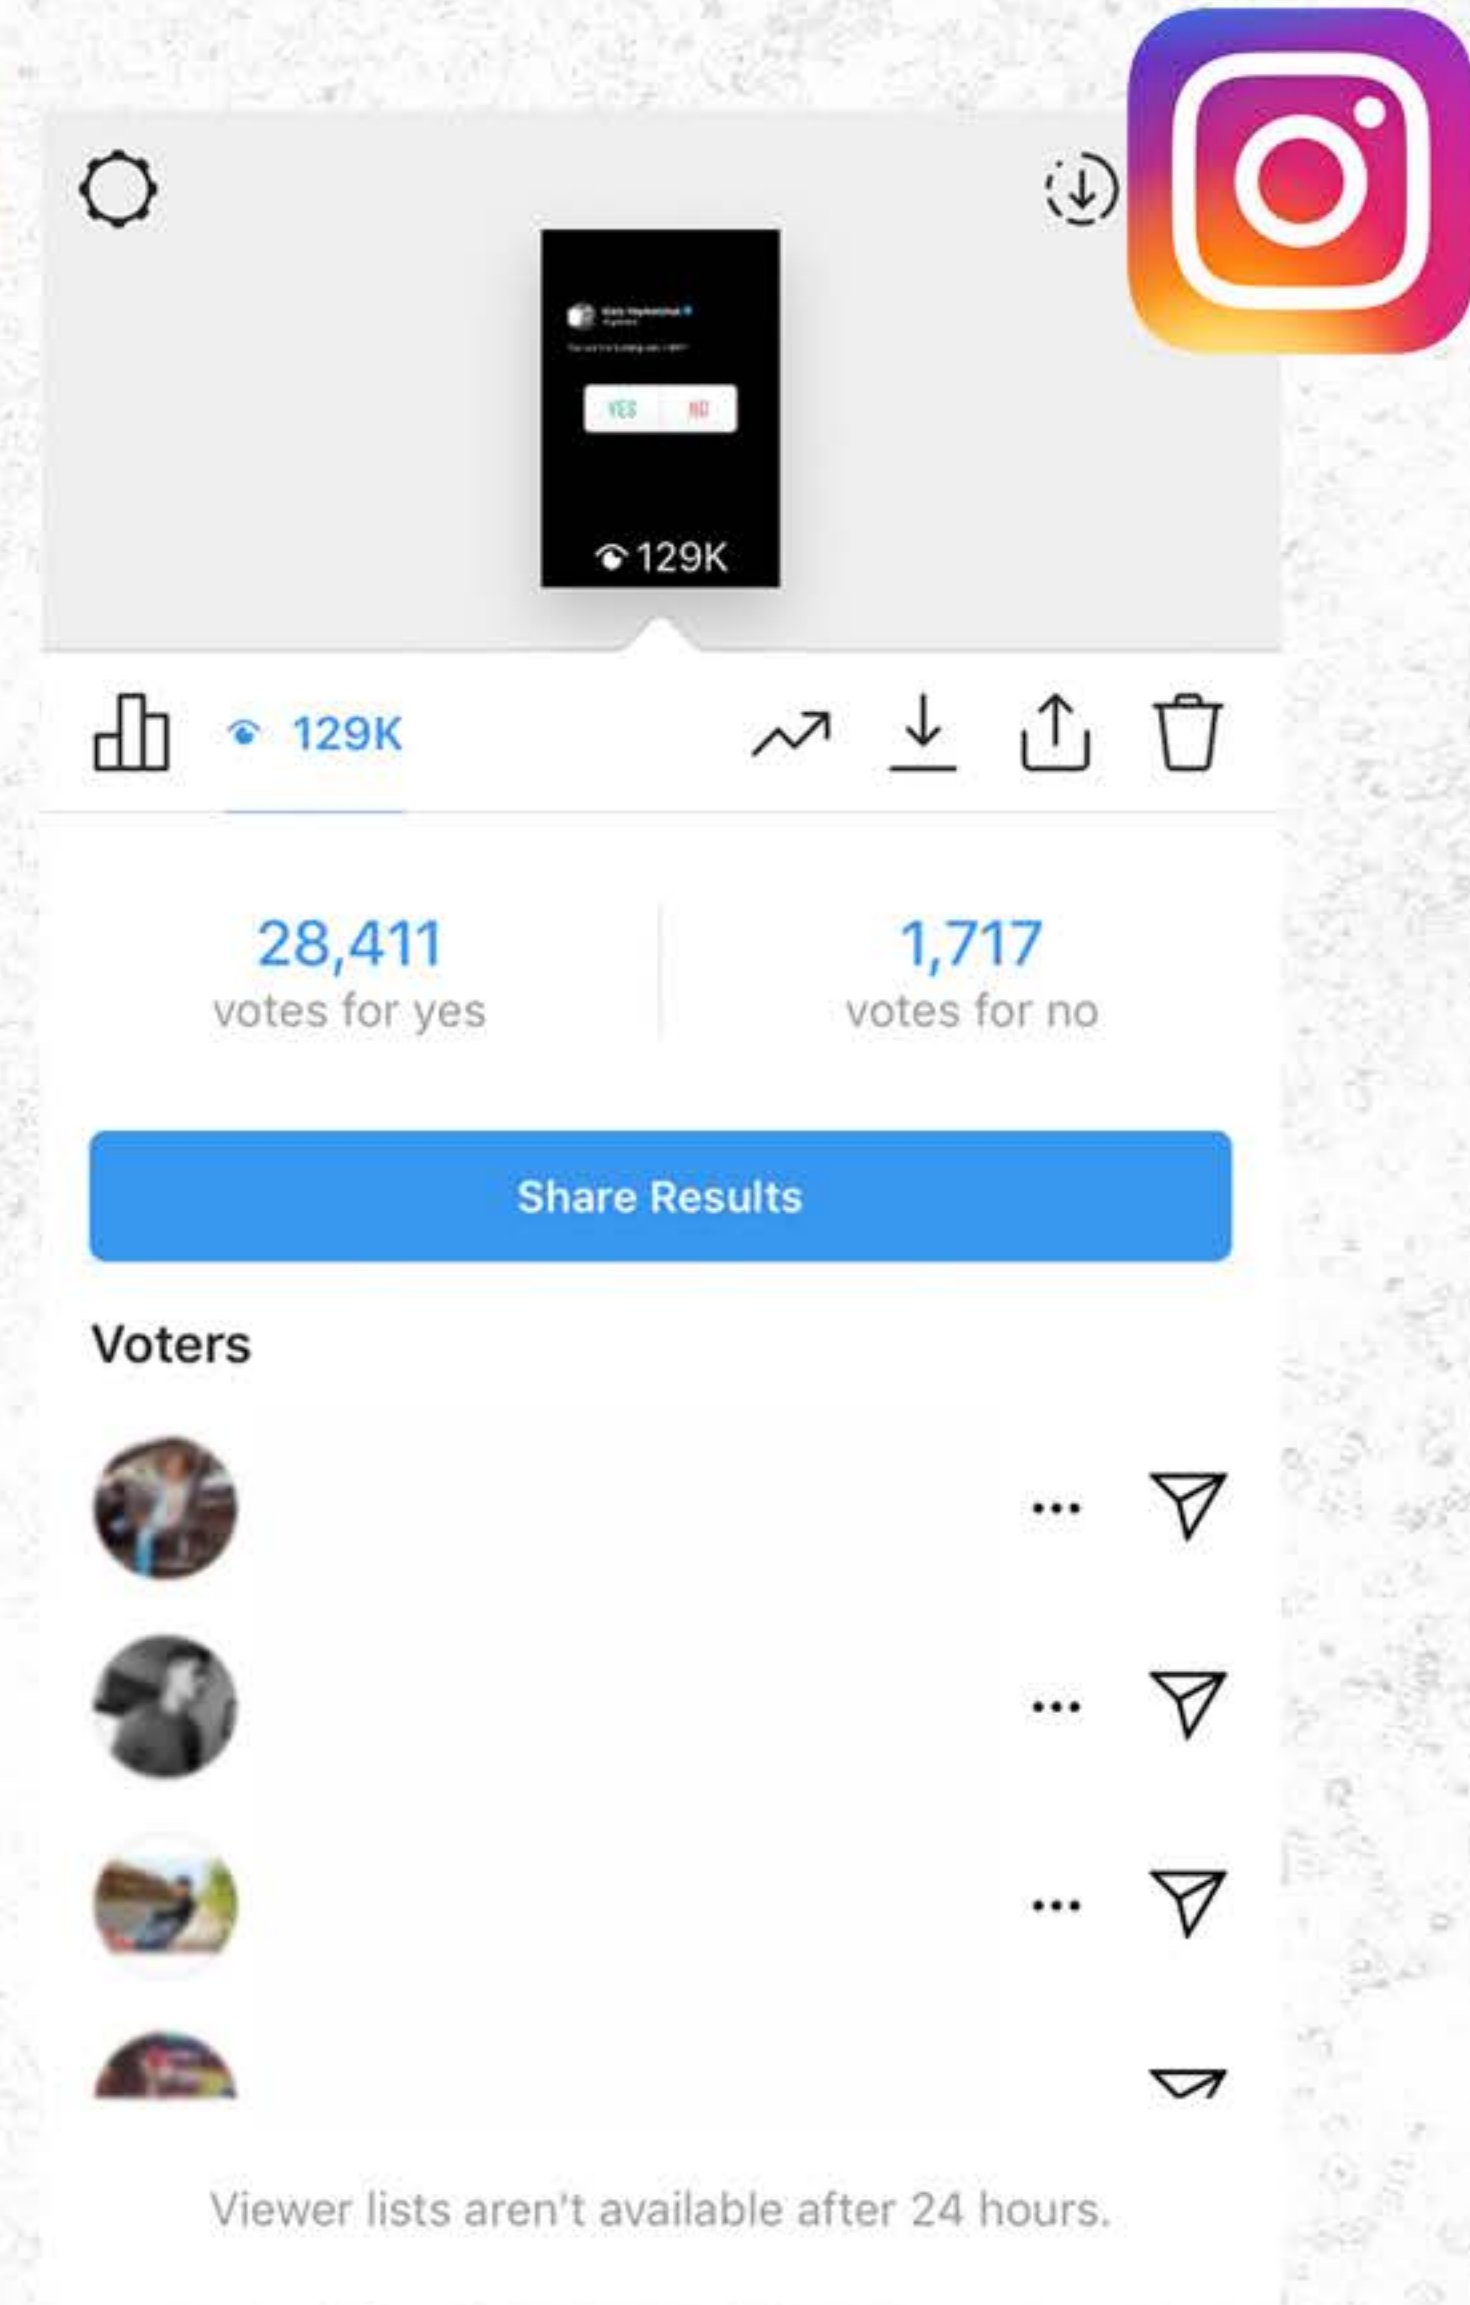 YES NO
129K
129K
28,411
votes for yes
1,717
votes for no
Share Results
Voters
Viewer lists aren't available after 24 hours.